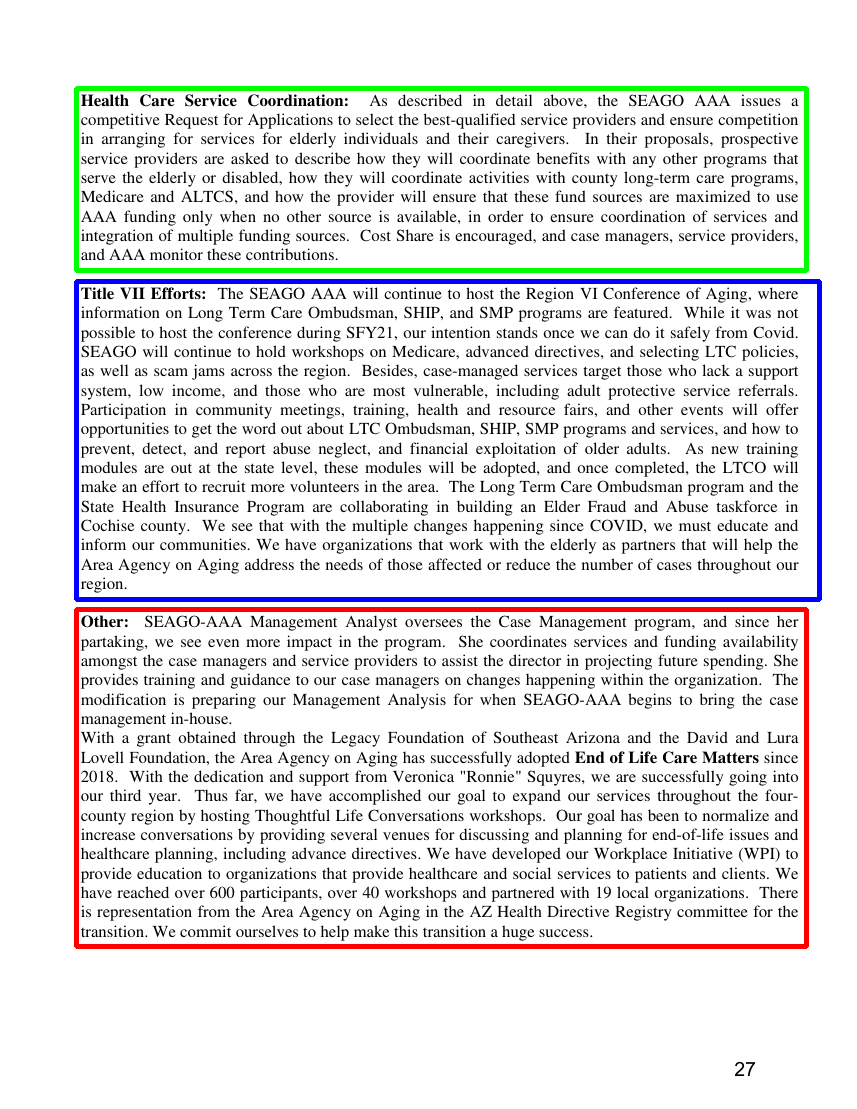 Health Care Service Coordination: As described in detail above, the SEAGO AAA issues a
competitive Request for Applications to select the best-qualified service providers and ensure competition
in arranging for services for elderly individuals and their caregivers. In their proposals, prospective
service providers are asked to describe how they will coordinate benefits with any other programs that
serve the elderly or disabled, how they will coordinate activities with county long-term care programs,
Medicare and ALTCS, and how the provider will ensure that these fund sources are maximized to use
AAA funding only when no other source is available, in order to ensure coordination of services and
integration of multiple funding sources. Cost Share is encouraged, and case managers, service providers,
and AAA monitor these contributions.
Title VII Efforts: The SEAGO AAA will continue to host the Region VI Conference of Aging, where
information on Long Term Care Ombudsman, SHIP, and SMP programs are featured. While it was not
possible to host the conference during SFY21, our intention stands once we can do it safely from Covid.
SEAGO will continue to hold workshops on Medicare, advanced directives, and selecting LTC policies,
as well as scam jams across the region. Besides, case-managed services target those who lack a support
system, low income, and those who are most vulnerable, including adult protective service referrals.
Participation in community meetings, training, health and resource fairs, and other events will offer
opportunities to get the word out about LTC Ombudsman, SHIP, SMP programs and services, and how to
prevent, detect, and report abuse neglect, and financial exploitation of older adults. As new training
modules are out at the state level, these modules will be adopted, and once completed, the LTCO will
make an effort to recruit more volunteers in the area. The Long Term Care Ombudsman program and the
State Health Insurance Program are collaborating in building an Elder Fraud and Abuse taskforce in
Cochise county. We see that with the multiple changes happening since COVID, we must educate and
inform our communities. We have organizations that work with the elderly as partners that will help the
Area Agency on Aging address the needs of those affected or reduce the number of cases throughout our
region.
Other: SEAGO-AAA Management Analyst oversees the Case Management program, and since her
partaking, we see even more impact in the program. She coordinates services and funding availability
amongst the case managers and service providers to assist the director in projecting future spending. She
provides training and guidance to our case managers on changes happening within the organization. The
modification is preparing our Management Analysis for when SEAGO-AAA begins to bring the case
management in-house.
With a grant obtained through the Legacy Foundation of Southeast Arizona and the David and Lura
Lovell Foundation, the Area Agency on Aging has successfully adopted End of Life Care Matters since
2018. With the dedication and support from Veronica "Ronnie" Squyres, we are successfully going into
our third year. Thus far, we have accomplished our goal to expand our services throughout the four-
county region by hosting Thoughtful Life Conversations workshops. Our goal has been to normalize and
increase conversations by providing several venues for discussing and planning for end-of-life issues and
healthcare planning, including advance directives. We have developed our Workplace Initiative (WPI) to
provide education to organizations that provide healthcare and social services to patients and clients. We
have reached over 600 participants, over 40 workshops and partnered with 19 local organizations. There
is representation from the Area Agency on Aging in the AZ Health Directive Registry committee for the
transition. We commit ourselves to help make this transition a huge success.
27